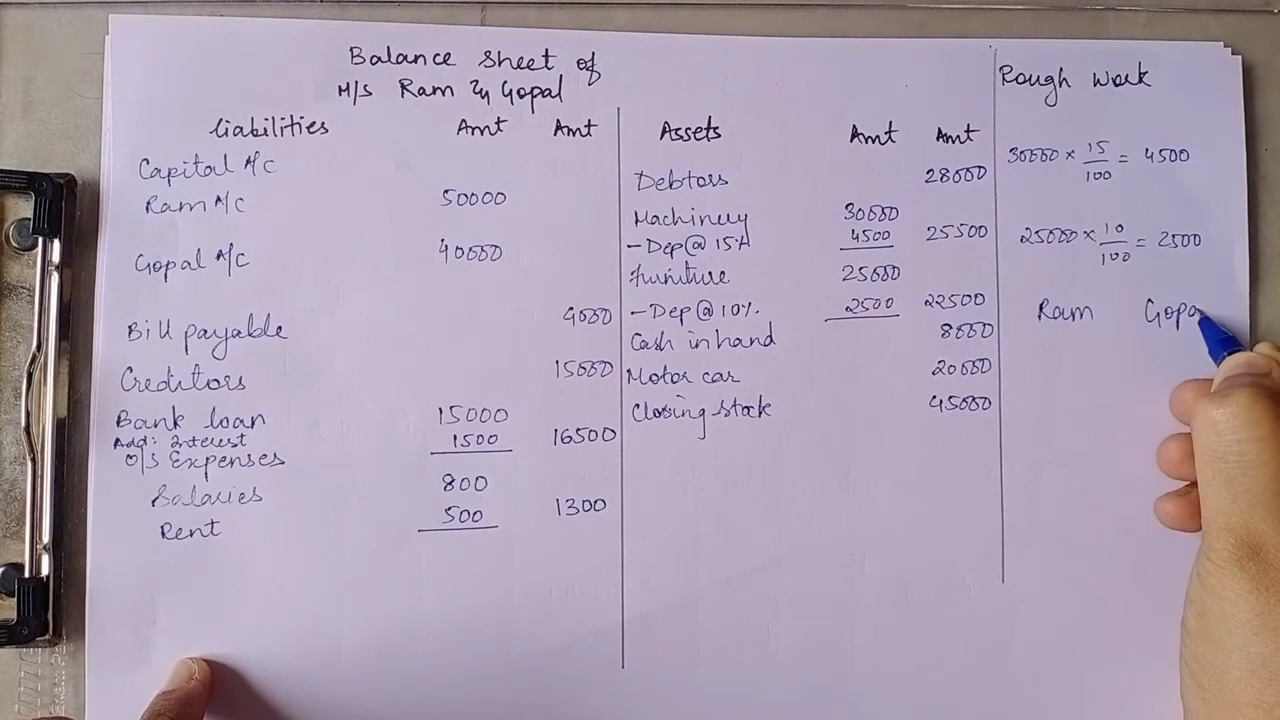 Balance Sheet of
M/S Ram & Gopal
Liabilities Amt Amt
Capital A/c
Ram A/c 50000
Gopal A/c 40000
Bill payable 9000
Creditors 15000
Bank loan 15000
Add: Interest 1500 16500
O/S Expenses
Salaries 800
Rent 500 1300
Assets Amt Amt
Debtors 28000
Machinery 30000
- Dep @ 15% 4500 25500
furniture 25000
- Dep @ 10%. 2500 22500
Cash in hand 8000
Motor car 20000
Closing stock 45000
Rough Work
30000 × 15/100 = 4500
25000 × 10/100 = 2500
Ram Gopa